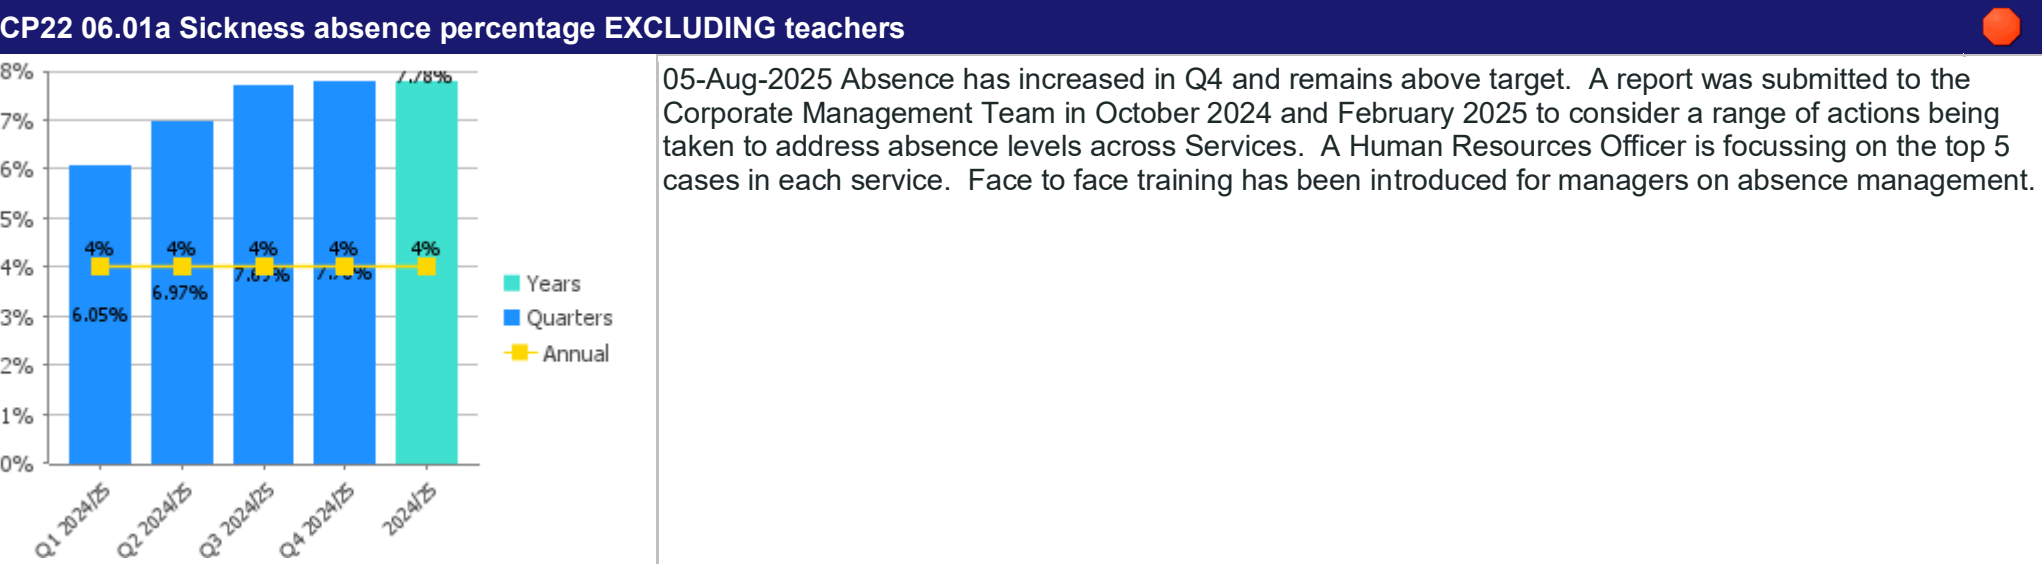 CP22 06.01a Sickness absence percentage EXCLUDING teachers
8%
7%
6%
5%
4%
3%
2%
1%
0%
7.78%
4% 4% 4% 4% 4%
6.97%
6.05%
Q1 2024/25
Q2 2024/25
Q3 2024/25
Q4 2024/25
2024/25
Years
Quarters
Annual
05-Aug-2025 Absence has increased in Q4 and remains above target.  A report was submitted to the
Corporate Management Team in October 2024 and February 2025 to consider a range of actions being
taken to address absence levels across Services.  A Human Resources Officer is focussing on the top 5
cases in each service.  Face to face training has been introduced for managers on absence management.